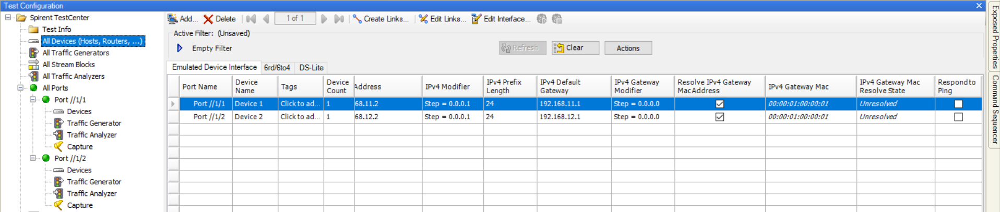 Test Configuration
Spirent TestCenter
Test Info
All Devices (Hosts, Routers, ...)
All Traffic Generators
All Stream Blocks
All Traffic Analyzers
All Ports
Port //1/1
Devices
Traffic Generator
Traffic Analyzer
Capture
Port //1/2
Devices
Traffic Generator
Traffic Analyzer
Capture
Add... Delete 1 of 1 Create Links... Edit Links... Edit Interface...
Active Filter: (Unsaved)
Empty Filter Refresh Clear Actions
Emulated Device Interface 6rd/6to4 DS-Lite
Port Name Device Name Tags Device Count Address IPv4 Modifier IPv4 Prefix Length IPv4 Default Gateway IPv4 Gateway Modifier Resolve IPv4 Gateway MacAddress IPv4 Gateway Mac IPv4 Gateway Mac Resolve State Respond to Ping
Port //1/1 Device 1 Click to ad... 1 68.11.2 Step = 0.0.0.1 24 192.168.11.1 Step = 0.0.0.0 00:00:01:00:00:01 Unresolved
Port //1/2 Device 2 Click to ad... 1 68.12.2 Step = 0.0.0.1 24 192.168.12.1 Step = 0.0.0.0 00:00:01:00:00:01 Unresolved
Exposed Properties
Command Sequencer